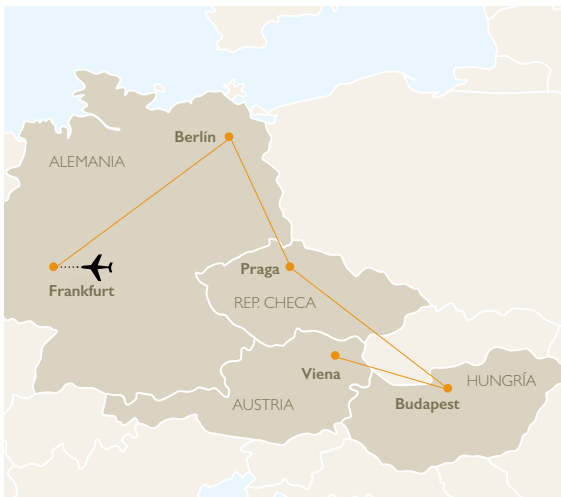 Berlín
ALEMANIA
Praga
Frankfurt
REP. CHECA
Viena
HUNGRÍA
AUSTRIA
Budapest